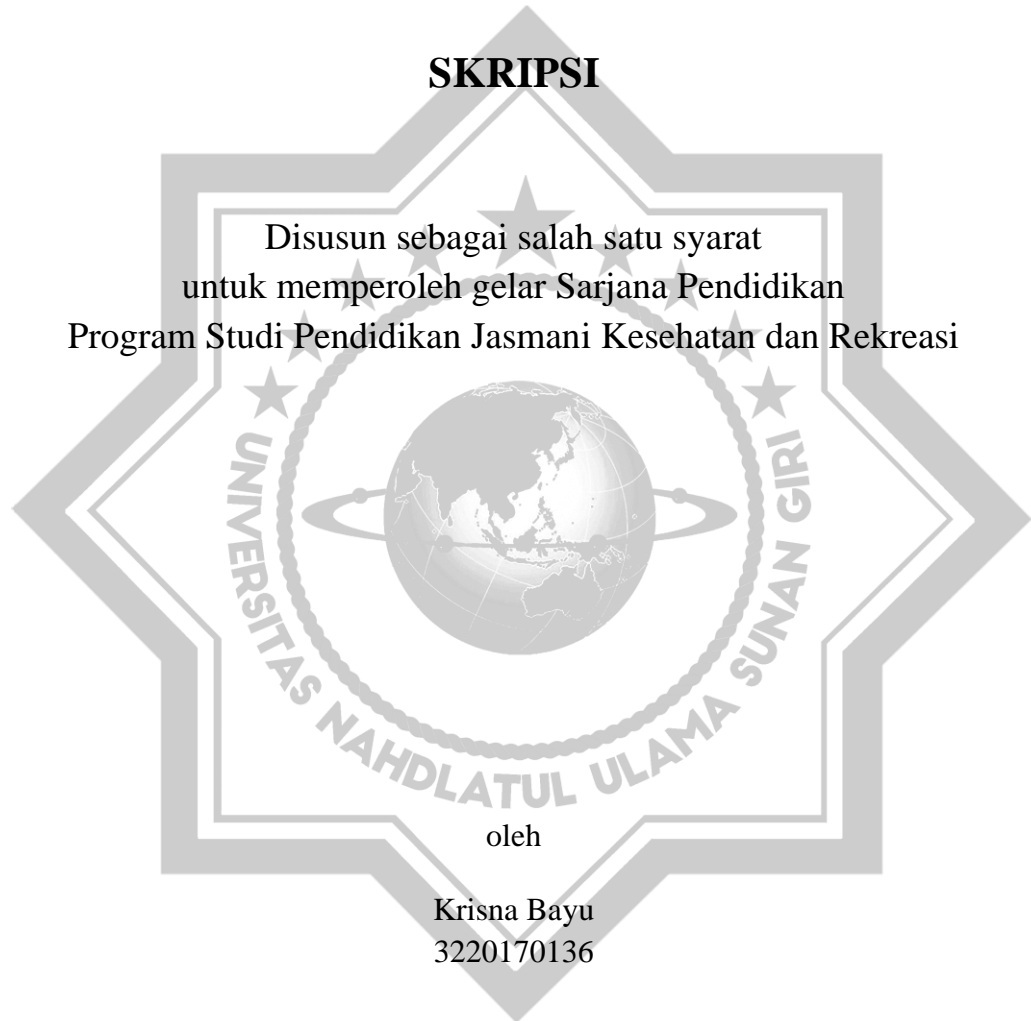 SKRIPSI
Disusun sebagai salah satu syarat
untuk memperoleh gelar Sarjana Pendidikan
Program Studi Pendidikan Jasmani Kesehatan dan Rekreasi
UNIVERSITAS NAHDLATUL ULAMA SUNAN GIRI
oleh
Krisna Bayu
3220170136